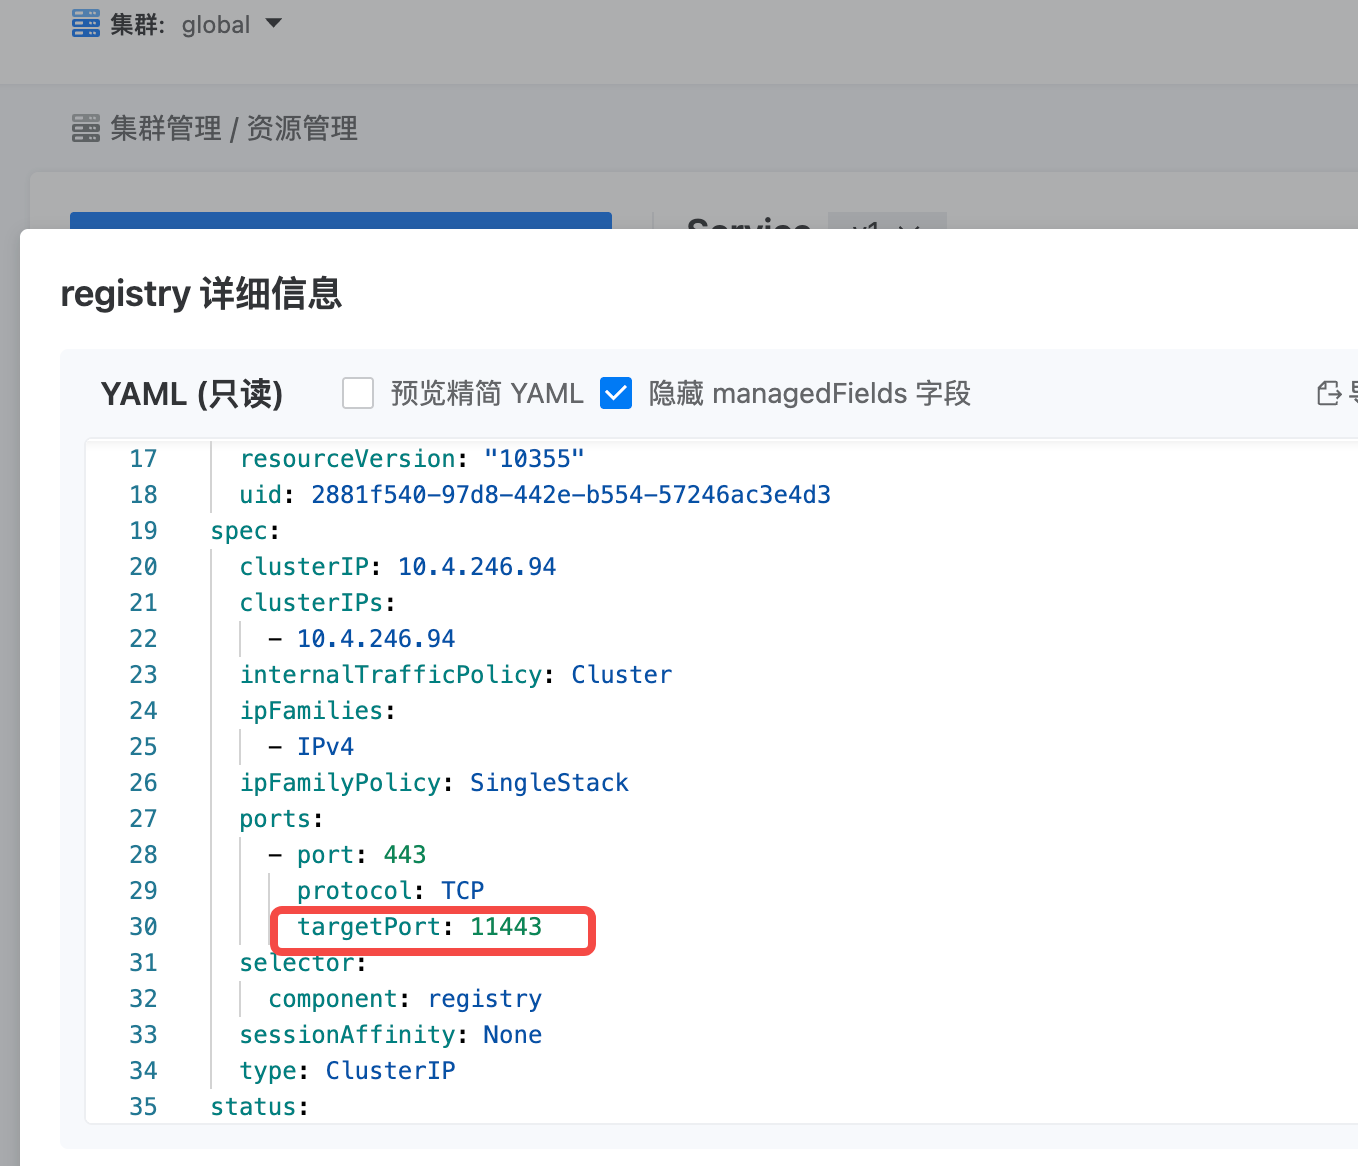 集群: global
集群管理 / 资源管理
Service v1
registry 详细信息
YAML (只读) 预览精简 YAML 隐藏 managedFields 字段
17 resourceVersion: "10355"
18 uid: 2881f540-97d8-442e-b554-57246ac3e4d3
19 spec:
20 clusterIP: 10.4.246.94
21 clusterIPs:
22 - 10.4.246.94
23 internalTrafficPolicy: Cluster
24 ipFamilies:
25 - IPv4
26 ipFamilyPolicy: SingleStack
27 ports:
28 - port: 443
29 protocol: TCP
30 targetPort: 11443
31 selector:
32 component: registry
33 sessionAffinity: None
34 type: ClusterIP
35 status: